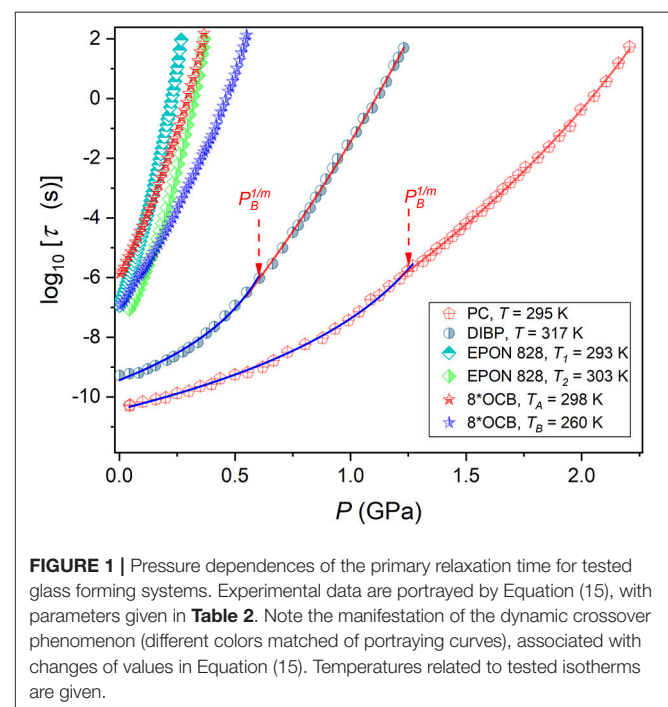 2
0
-2
-4
-6
-8
-10
log₁₀ [τ (s)]
P_B^{1/m}
P_B^{1/m}
PC, T = 295 K
DIBP, T = 317 K
EPON 828, T₁ = 293 K
EPON 828, T₂ = 303 K
8*OCB, T_A = 298 K
8*OCB, T_B = 260 K
0.0 0.5 1.0 1.5 2.0
P (GPa)
FIGURE 1 | Pressure dependences of the primary relaxation time for tested
glass forming systems. Experimental data are portrayed by Equation (15), with
parameters given in Table 2. Note the manifestation of the dynamic crossover
phenomenon (different colors matched of portraying curves), associated with
changes of values in Equation (15). Temperatures related to tested isotherms
are given.